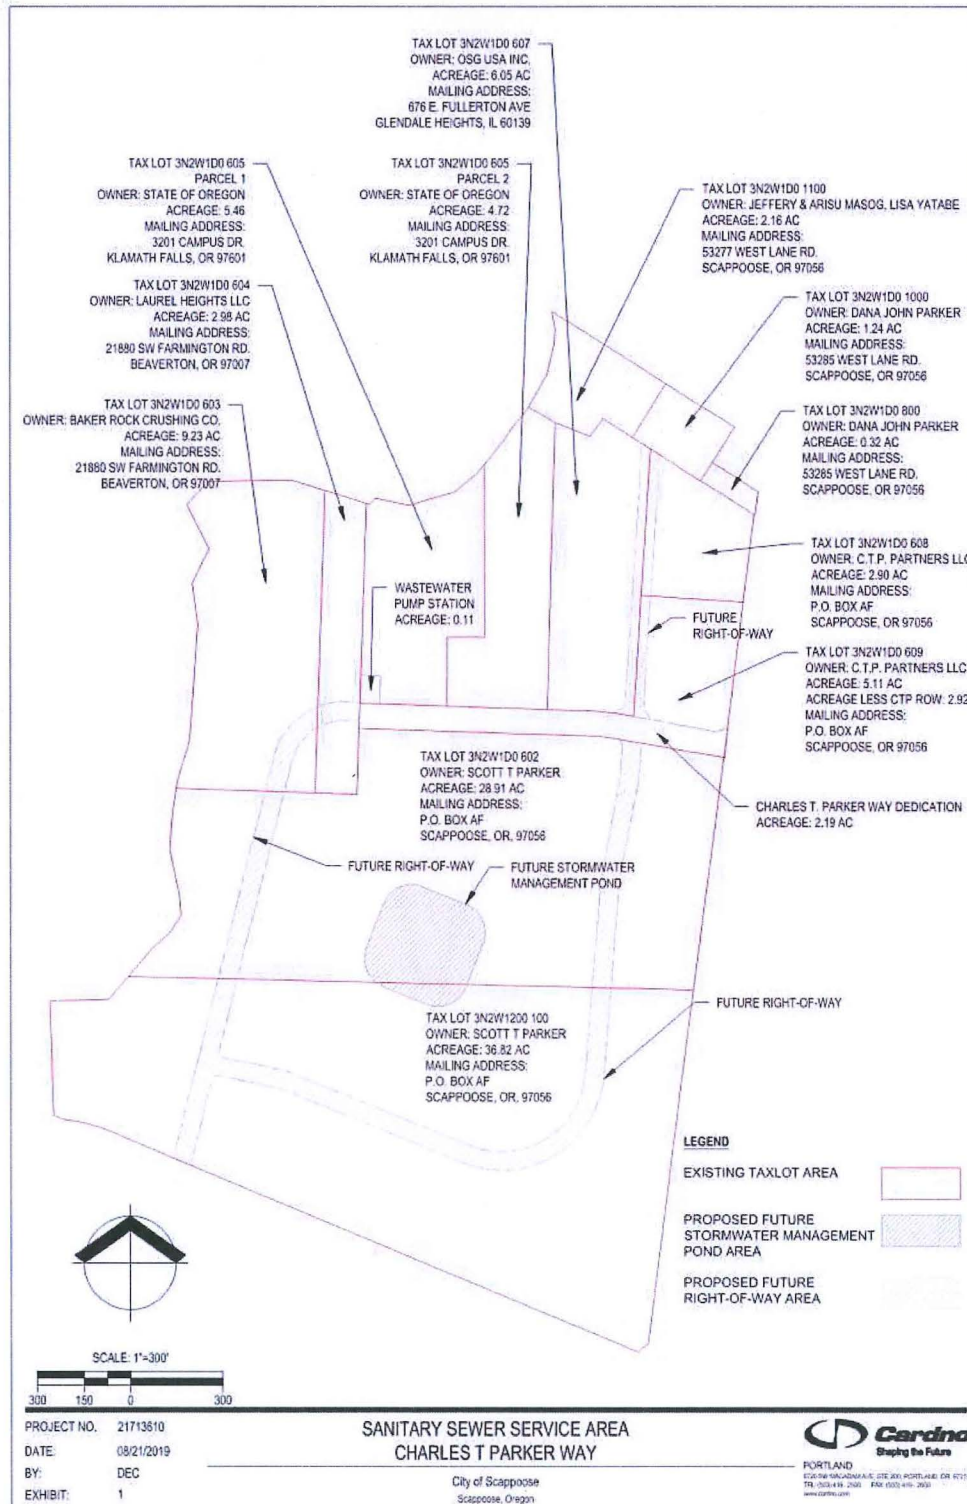 TAX LOT 3N2W1D0 607
OWNER: OSG USA INC.
ACREAGE: 6.05 AC
MAILING ADDRESS:
676 E. FULLERTON AVE
GLENDALE HEIGHTS, IL 60139
TAX LOT 3N2W1D0 605
PARCEL 1
OWNER: STATE OF OREGON
ACREAGE: 5.46
MAILING ADDRESS:
3201 CAMPUS DR.
KLAMATH FALLS, OR 97601
TAX LOT 3N2W1D0 605
PARCEL 2
OWNER: STATE OF OREGON
ACREAGE: 4.72
MAILING ADDRESS:
3201 CAMPUS DR.
KLAMATH FALLS, OR 97601
TAX LOT 3N2W1D0 1100
OWNER: JEFFERY & ARISU MASOG, LISA YATABE
ACREAGE: 2.16 AC
MAILING ADDRESS:
53277 WEST LANE RD.
SCAPPOOSE, OR 97056
TAX LOT 3N2W1D0 604
OWNER: LAUREL HEIGHTS LLC
ACREAGE: 2.98 AC
MAILING ADDRESS:
21880 SW FARMINGTON RD.
BEAVERTON, OR 97007
TAX LOT 3N2W1D0 1000
OWNER: DANA JOHN PARKER
ACREAGE: 1.24 AC
MAILING ADDRESS:
53285 WEST LANE RD.
SCAPPOOSE, OR 97056
TAX LOT 3N2W1D0 603
OWNER: BAKER ROCK CRUSHING CO.
ACREAGE: 9.23 AC
MAILING ADDRESS:
21880 SW FARMINGTON RD.
BEAVERTON, OR 97007
TAX LOT 3N2W1D0 800
OWNER: DANA JOHN PARKER
ACREAGE: 0.32 AC
MAILING ADDRESS:
53285 WEST LANE RD.
SCAPPOOSE, OR 97056
TAX LOT 3N2W1D0 608
OWNER: C.T.P. PARTNERS LLC
ACREAGE: 2.90 AC
MAILING ADDRESS:
P.O. BOX AF
SCAPPOOSE, OR 97056
WASTEWATER
PUMP STATION
ACREAGE: 0.11
FUTURE
RIGHT-OF-WAY
TAX LOT 3N2W1D0 609
OWNER: C.T.P. PARTNERS LLC
ACREAGE: 5.11 AC
ACREAGE LESS CTP ROW: 2.92
MAILING ADDRESS:
P.O. BOX AF
SCAPPOOSE, OR 97056
TAX LOT 3N2W1D0 602
OWNER: SCOTT T PARKER
ACREAGE: 28.91 AC
MAILING ADDRESS:
P.O. BOX AF
SCAPPOOSE, OR, 97056
CHARLES T. PARKER WAY DEDICATION
ACREAGE: 2.19 AC
FUTURE RIGHT-OF-WAY
FUTURE STORMWATER
MANAGEMENT POND
FUTURE RIGHT-OF-WAY
TAX LOT 3N2W1200 100
OWNER: SCOTT T PARKER
ACREAGE: 36.82 AC
MAILING ADDRESS:
P.O. BOX AF
SCAPPOOSE, OR, 97056
LEGEND
EXISTING TAXLOT AREA
PROPOSED FUTURE
STORMWATER MANAGEMENT
POND AREA
PROPOSED FUTURE
RIGHT-OF-WAY AREA
SCALE: 1"=300'
300 150 0 300
PROJECT NO. 21713610
DATE: 08/21/2019
BY: DEC
EXHIBIT: 1
SANITARY SEWER SERVICE AREA
CHARLES T PARKER WAY
City of Scappoose
Scappoose, Oregon
Cardno
Shaping the Future
PORTLAND
www.cardno.com